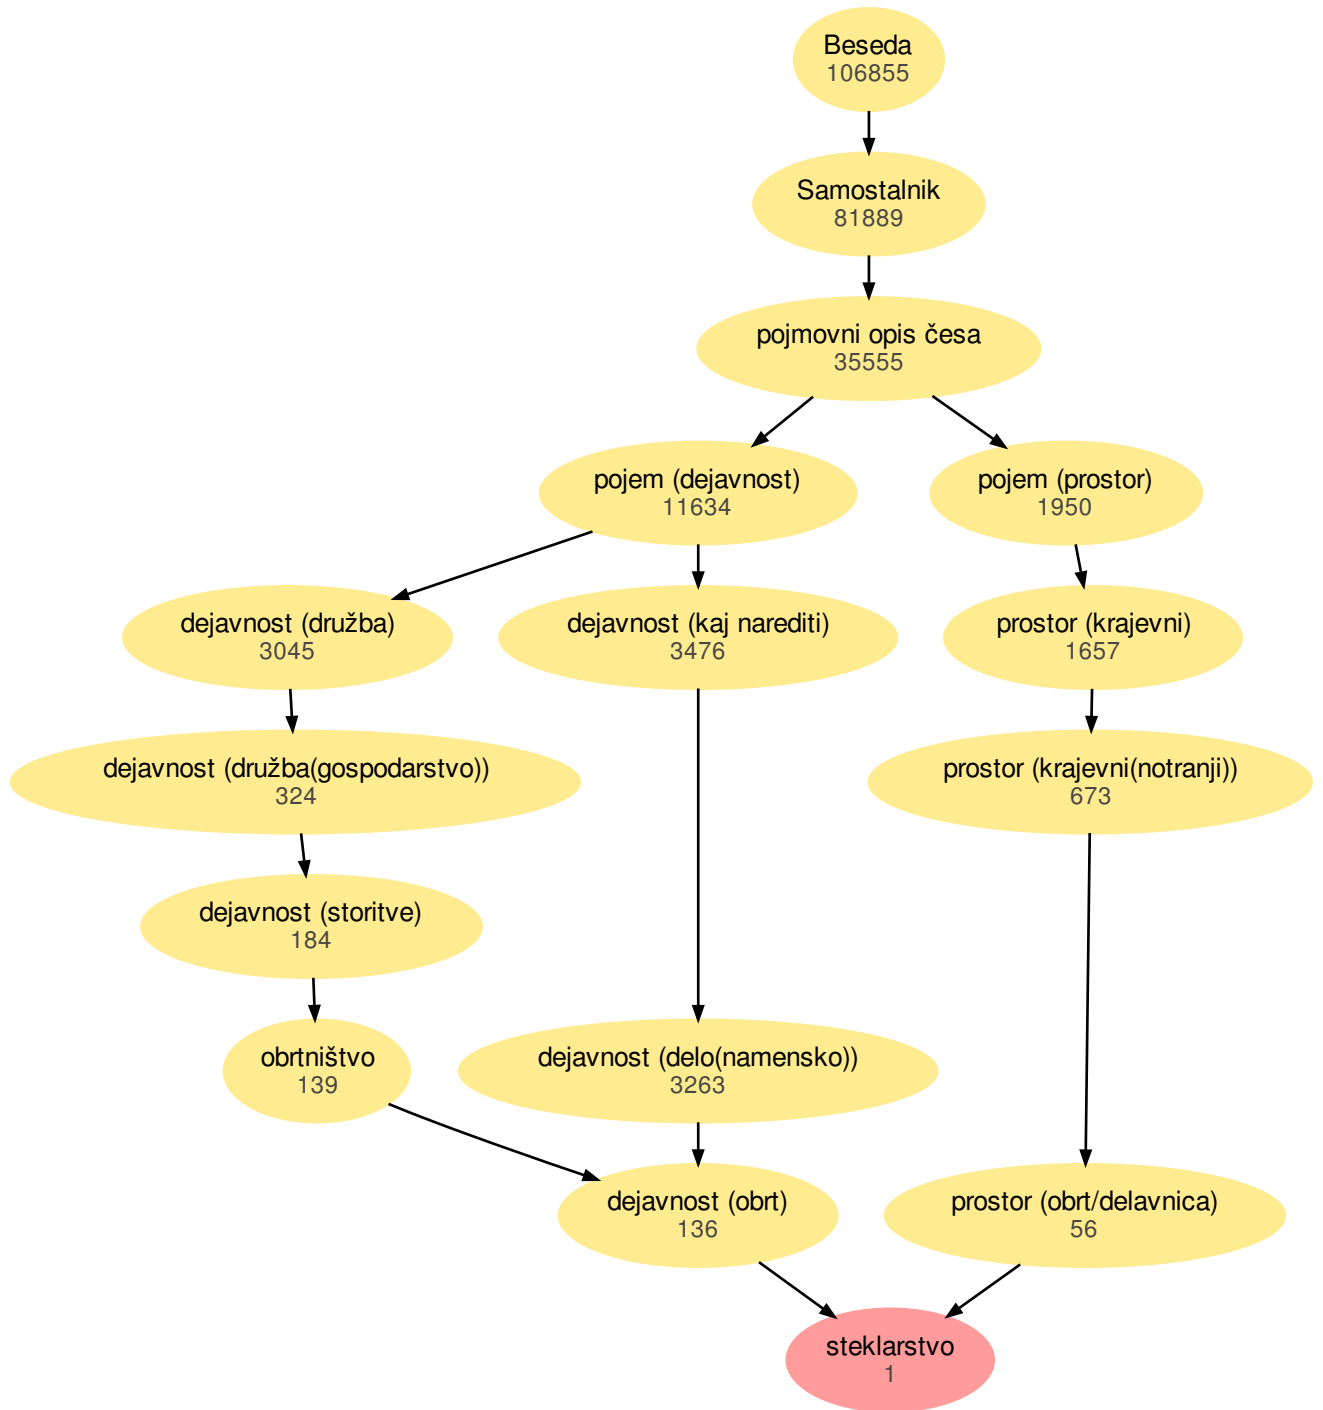 Beseda
106855
Samostalnik
81889
pojmovni opis česa
35555
pojem (dejavnost)
11634
pojem (prostor)
1950
dejavnost (družba)
3045
dejavnost (kaj narediti)
3476
prostor (krajevni)
1657
dejavnost (družba(gospodarstvo))
324
prostor (krajevni(notranji))
673
dejavnost (storitve)
184
obrtništvo
139
dejavnost (delo(namensko))
3263
dejavnost (obrt)
136
prostor (obrt/delavnica)
56
steklarstvo
1